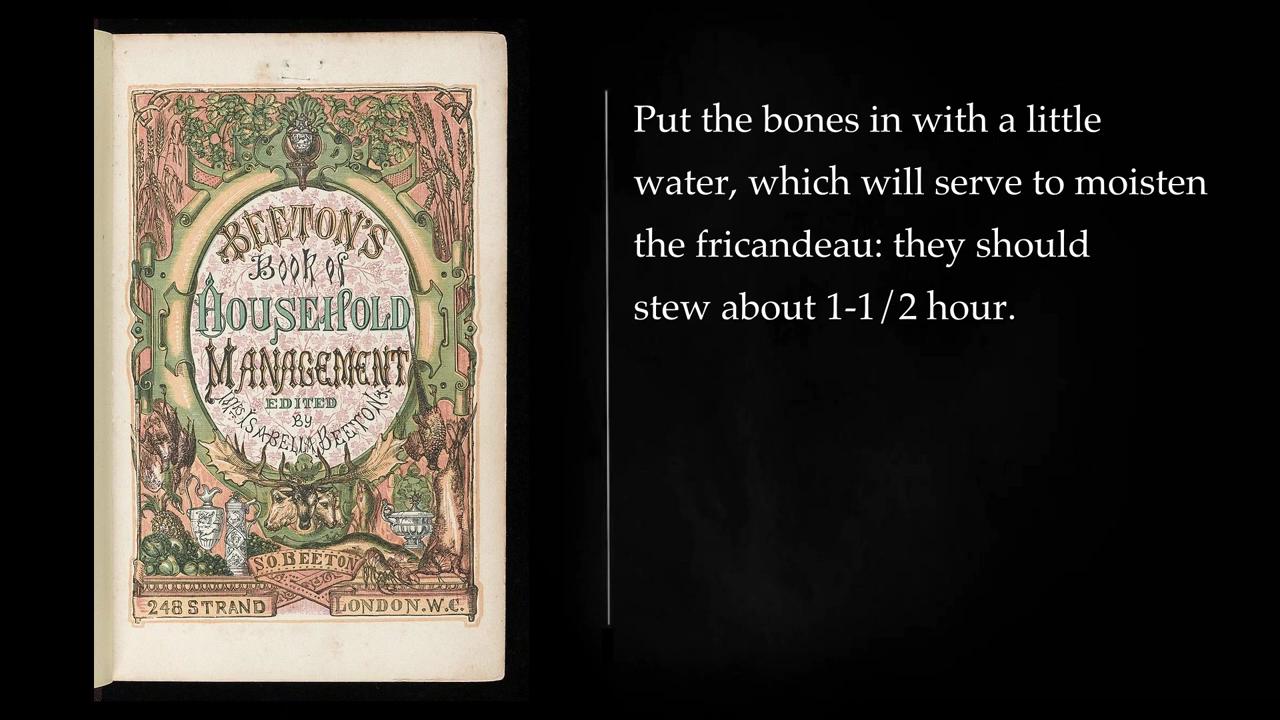 BEETON'S
Book of
HOUSEHOLD
MANAGEMENT
EDITED
BY
MRS ISABELLA BEETON
S.O. BEETON
248 STRAND
LONDON. W.C.
Put the bones in with a little
water, which will serve to moisten
the fricandeau: they should
stew about 1-1/2 hour.